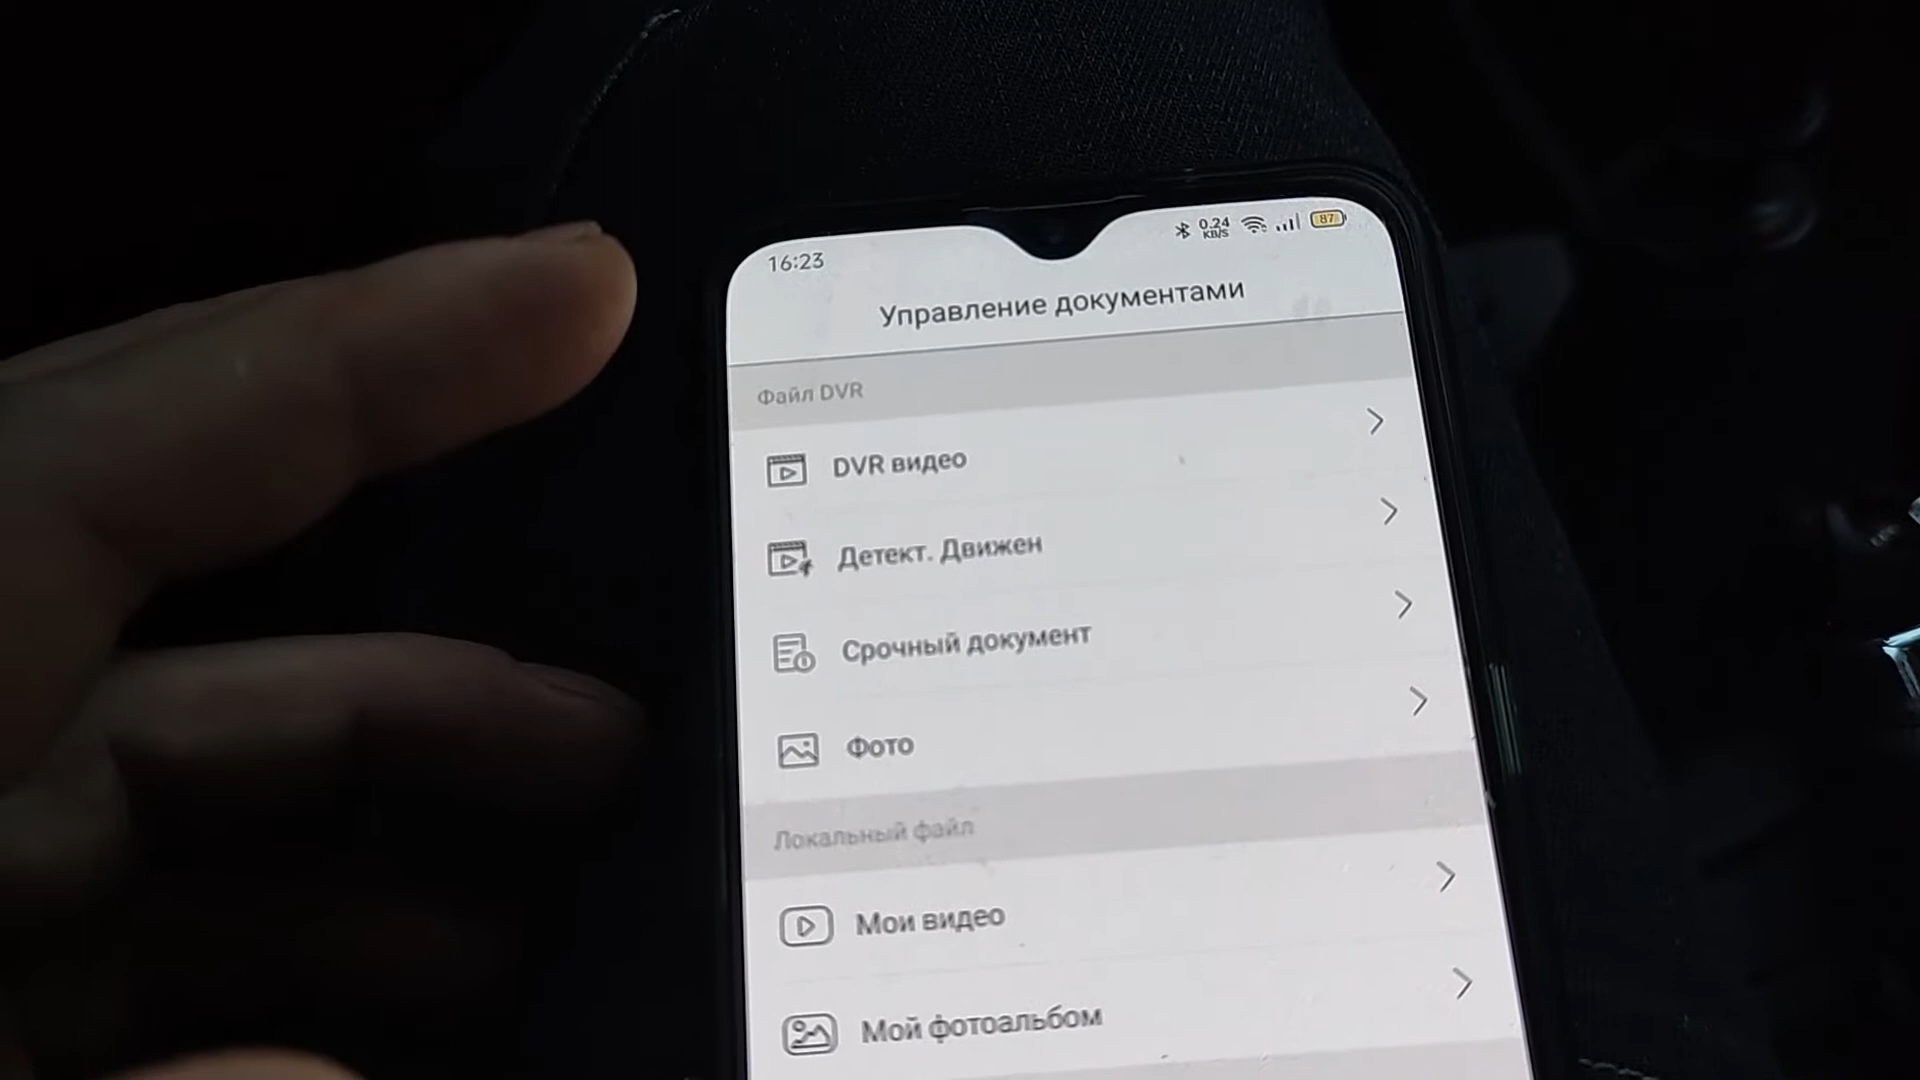 16:23
0.24
KB/S
87
Управление документами
Файл DVR
DVR видео
Детект. Движен
Срочный документ
Фото
Локальный файл
Мои видео
Мой фотоальбом